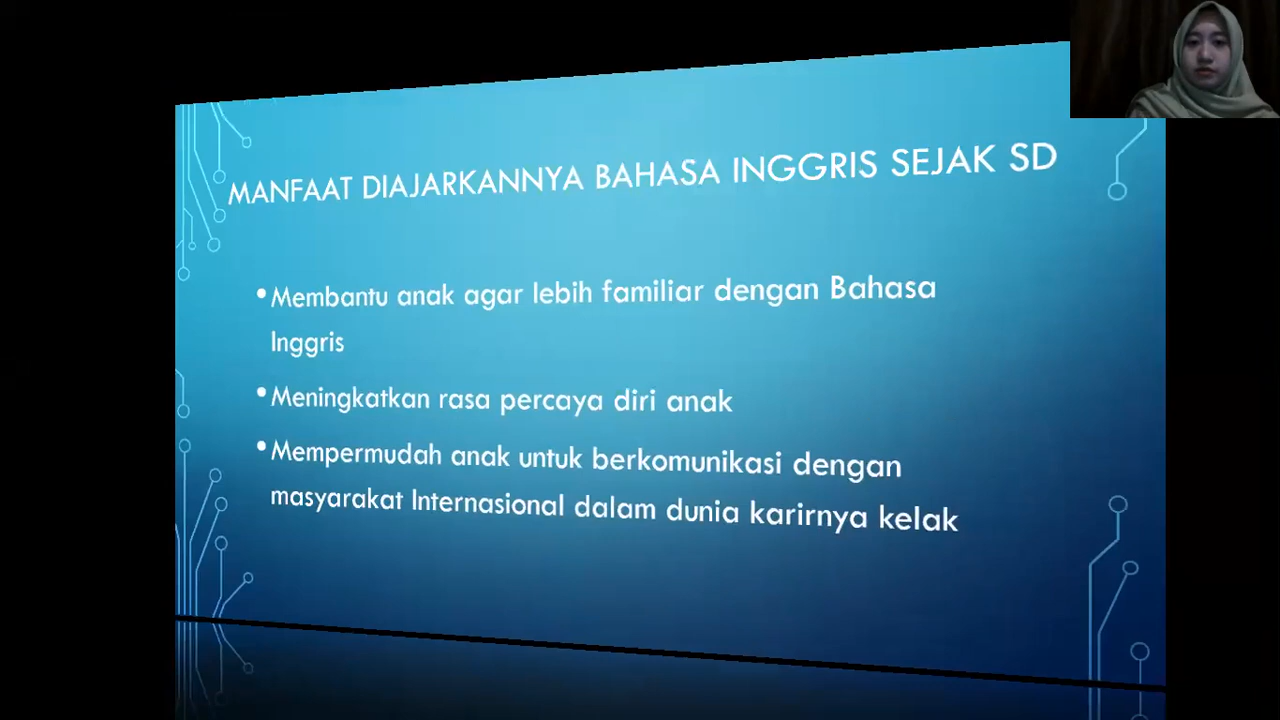 MANFAAT DIAJARKANNYA BAHASA INGGRIS SEJAK SD
•Membantu anak agar lebih familiar dengan Bahasa
Inggris
•Meningkatkan rasa percaya diri anak
•Mempermudah anak untuk berkomunikasi dengan
masyarakat Internasional dalam dunia karirnya kelak